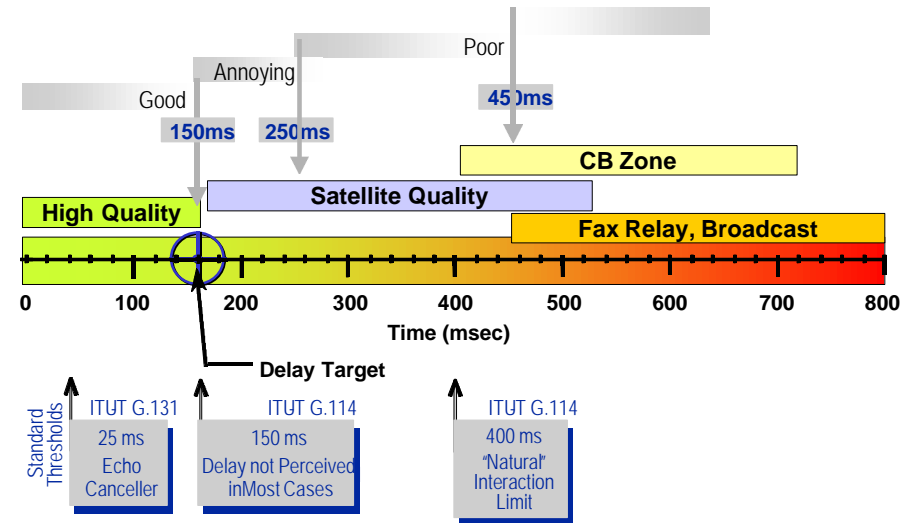 Poor
Annoying
Good
450ms
150ms
250ms
CB Zone
Satellite Quality
High Quality
Fax Relay, Broadcast
0 100 200 300 400 500 600 700 800
Time (msec)
Delay Target
Standard
Thresholds
ITUT G.131
25 ms
Echo
Canceller
ITUT G.114
150 ms
Delay not Perceived
inMost Cases
ITUT G.114
400 ms
“Natural”
Interaction
Limit